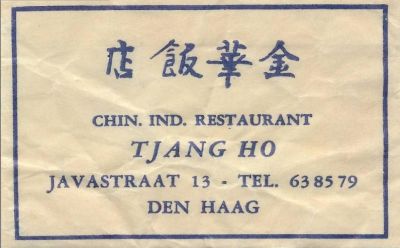 金華飯店
CHIN. IND. RESTAURANT
TJANG HO
JAVASTRAAT 13 - TEL. 638579
DEN HAAG